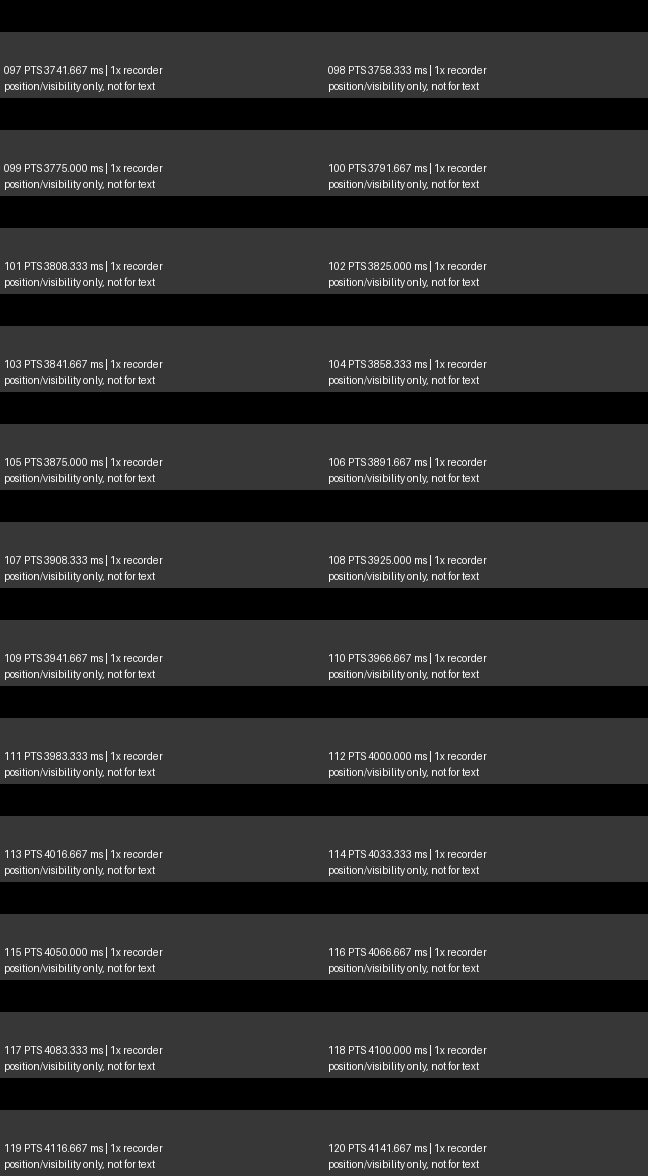 097 PTS 3741.667 ms | 1x recorder
position/visibility only, not for text
098 PTS 3758.333 ms | 1x recorder
position/visibility only, not for text
099 PTS 3775.000 ms | 1x recorder
position/visibility only, not for text
100 PTS 3791.667 ms | 1x recorder
position/visibility only, not for text
101 PTS 3808.333 ms | 1x recorder
position/visibility only, not for text
102 PTS 3825.000 ms | 1x recorder
position/visibility only, not for text
103 PTS 3841.667 ms | 1x recorder
position/visibility only, not for text
104 PTS 3858.333 ms | 1x recorder
position/visibility only, not for text
105 PTS 3875.000 ms | 1x recorder
position/visibility only, not for text
106 PTS 3891.667 ms | 1x recorder
position/visibility only, not for text
107 PTS 3908.333 ms | 1x recorder
position/visibility only, not for text
108 PTS 3925.000 ms | 1x recorder
position/visibility only, not for text
109 PTS 3941.667 ms | 1x recorder
position/visibility only, not for text
110 PTS 3966.667 ms | 1x recorder
position/visibility only, not for text
111 PTS 3983.333 ms | 1x recorder
position/visibility only, not for text
112 PTS 4000.000 ms | 1x recorder
position/visibility only, not for text
113 PTS 4016.667 ms | 1x recorder
position/visibility only, not for text
114 PTS 4033.333 ms | 1x recorder
position/visibility only, not for text
115 PTS 4050.000 ms | 1x recorder
position/visibility only, not for text
116 PTS 4066.667 ms | 1x recorder
position/visibility only, not for text
117 PTS 4083.333 ms | 1x recorder
position/visibility only, not for text
118 PTS 4100.000 ms | 1x recorder
position/visibility only, not for text
119 PTS 4116.667 ms | 1x recorder
position/visibility only, not for text
120 PTS 4141.667 ms | 1x recorder
position/visibility only, not for text